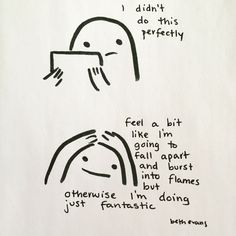 I didn't
do this
perfectly
feel a bit
like I'm
going to
fall apart
and burst
into flames
but
otherwise I'm doing
just fantastic
beth evans